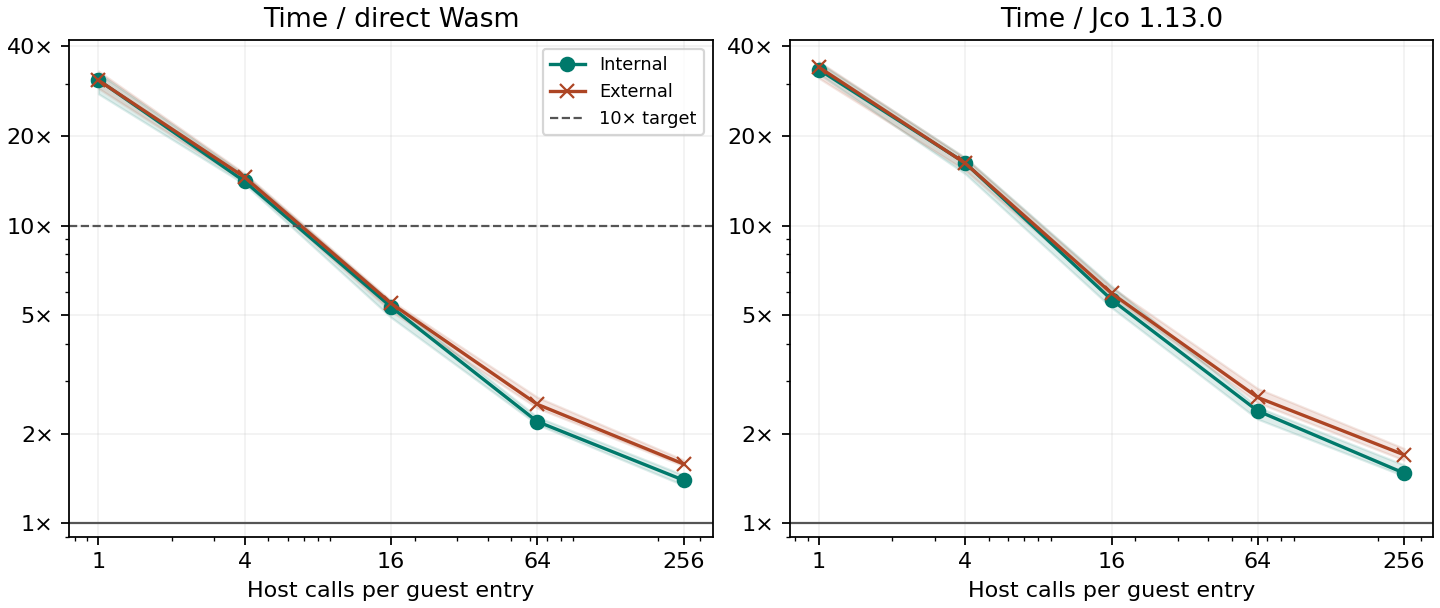 Time / direct Wasm
40×
20×
10×
5×
2×
1×
Internal
External
10× target
1 4 16 64 256
Host calls per guest entry
Time / Jco 1.13.0
40×
20×
10×
5×
2×
1×
1 4 16 64 256
Host calls per guest entry